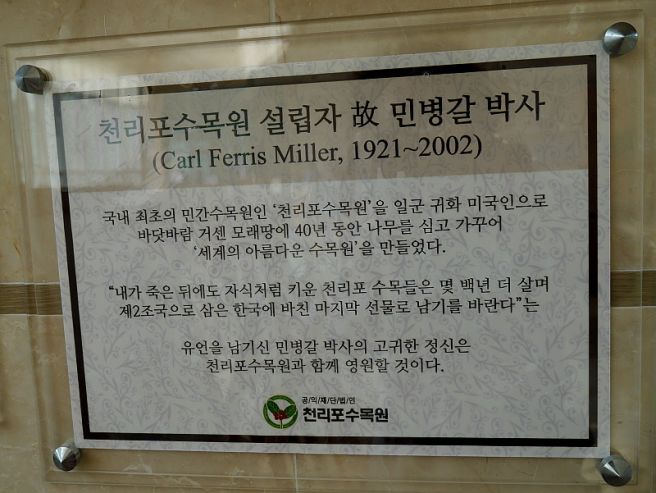 천리포수목원 설립자 故 민병갈 박사
(Carl Ferris Miller, 1921~2002)
국내 최초의 민간수목원인 ‘천리포수목원’을 일군 귀화 미국인으로
바닷바람 거센 모래땅에 40년 동안 나무를 심고 가꾸어
‘세계의 아름다운 수목원’을 만들었다.
“내가 죽은 뒤에도 자식처럼 키운 천리포 수목들은 몇 백년 더 살며
제2조국으로 삼은 한국에 바친 마지막 선물로 남기를 바란다”는
유언을 남기신 민병갈 박사의 고귀한 정신은
천리포수목원과 함께 영원할 것이다.
공/익/재/단/법/인
천리포수목원